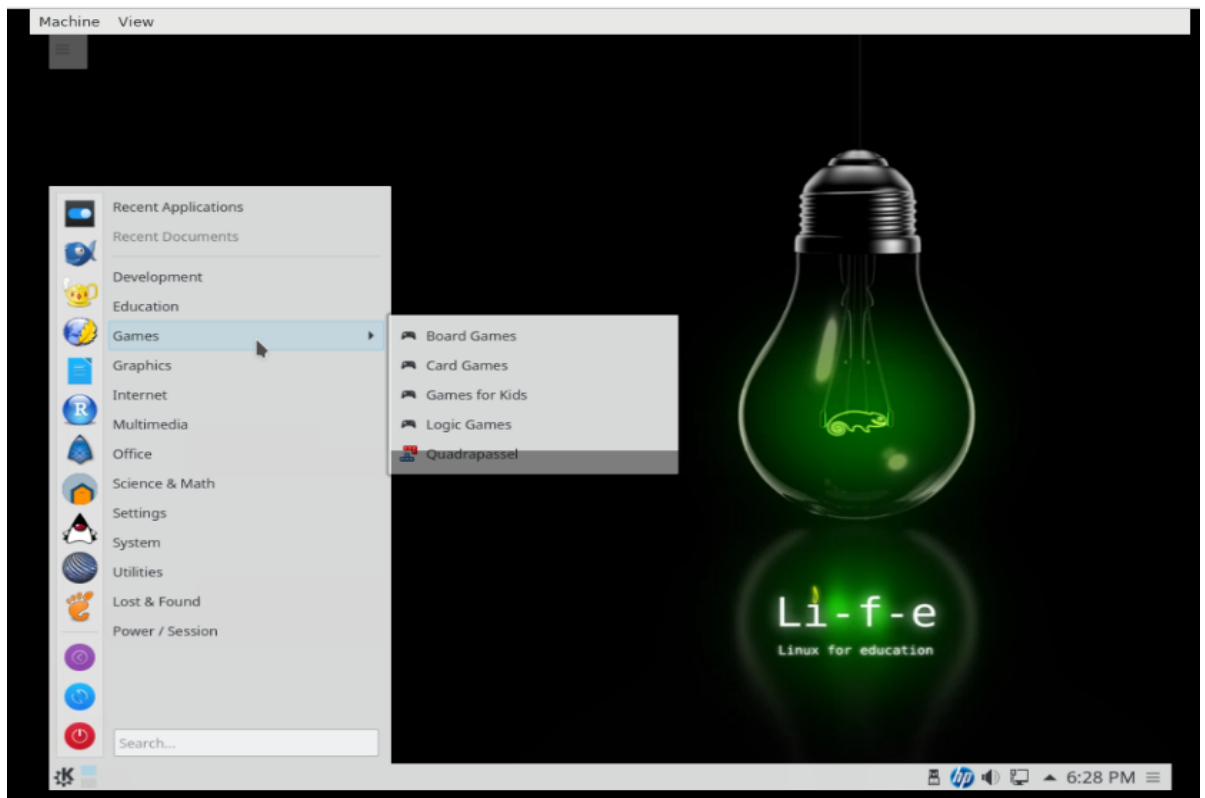 Machine View
Recent Applications
Recent Documents
Development
Education
Games
Graphics
Internet
Multimedia
Office
Science & Math
Settings
System
Utilities
Lost & Found
Power / Session
Search...
Board Games
Card Games
Games for Kids
Logic Games
Quadrapassel
R
Li-f-e
Linux for education
K
hp
6:28 PM